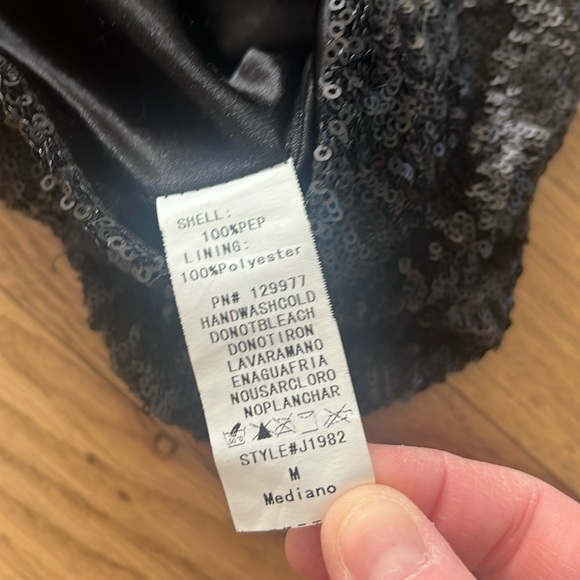 SHELL:
100%PEP
LINING:
100%Polyester
PN# 129977
HANDWASHCOLD
DONOTBLEACH
DONOTIRON
LAVARAMANO
ENAGUAFRIA
NOUSARCLORO
NOPLANCHAR
STYLE#J1982
M
Mediano